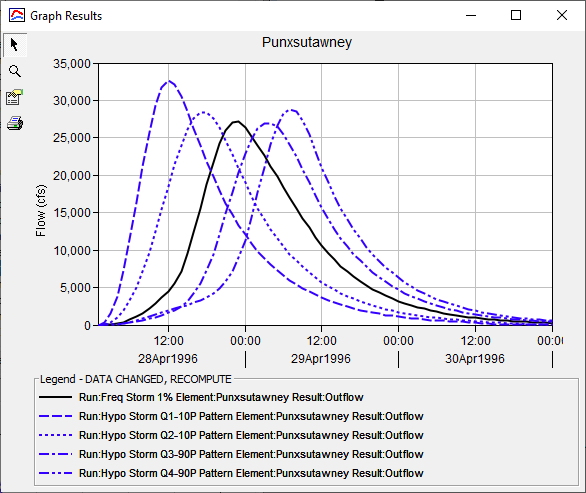 Graph Results
Punxsutawney
35,000
30,000
25,000
20,000
15,000
10,000
5,000
0
Flow (cfs)
12:00 00:00 12:00 00:00 12:00 00:0
28Apr1996 29Apr1996 30Apr1996
Legend - DATA CHANGED, RECOMPUTE
Run:Freq Storm 1% Element:Punxsutawney Result:Outflow
Run:Hypo Storm Q1-10P Pattern Element:Punxsutawney Result:Outflow
Run:Hypo Storm Q2-10P Pattern Element:Punxsutawney Result:Outflow
Run:Hypo Storm Q3-90P Pattern Element:Punxsutawney Result:Outflow
Run:Hypo Storm Q4-90P Pattern Element:Punxsutawney Result:Outflow